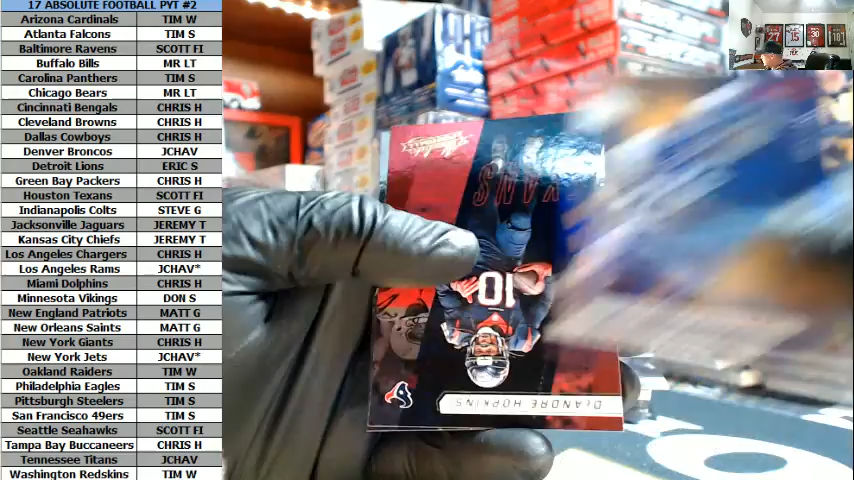 17 ABSOLUTE FOOTBALL PYT #2
Arizona Cardinals TIM W
Atlanta Falcons TIM S
Baltimore Ravens SCOTT FI
Buffalo Bills MR LT
Carolina Panthers TIM S
Chicago Bears MR LT
Cincinnati Bengals CHRIS H
Cleveland Browns CHRIS H
Dallas Cowboys CHRIS H
Denver Broncos JCHAV
Detroit Lions ERIC S
Green Bay Packers CHRIS H
Houston Texans SCOTT FI
Indianapolis Colts STEVE G
Jacksonville Jaguars JEREMY T
Kansas City Chiefs JEREMY T
Los Angeles Chargers CHRIS H
Los Angeles Rams JCHAV*
Miami Dolphins CHRIS H
Minnesota Vikings DON S
New England Patriots MATT G
New Orleans Saints MATT G
New York Giants CHRIS H
New York Jets JCHAV*
Oakland Raiders TIM W
Philadelphia Eagles TIM S
Pittsburgh Steelers TIM S
San Francisco 49ers TIM S
Seattle Seahawks SCOTT FI
Tampa Bay Buccaneers CHRIS H
Tennessee Titans JCHAV
Washington Redskins TIM W
XANS
10
DeANDRE HOPKINS
27
15
30